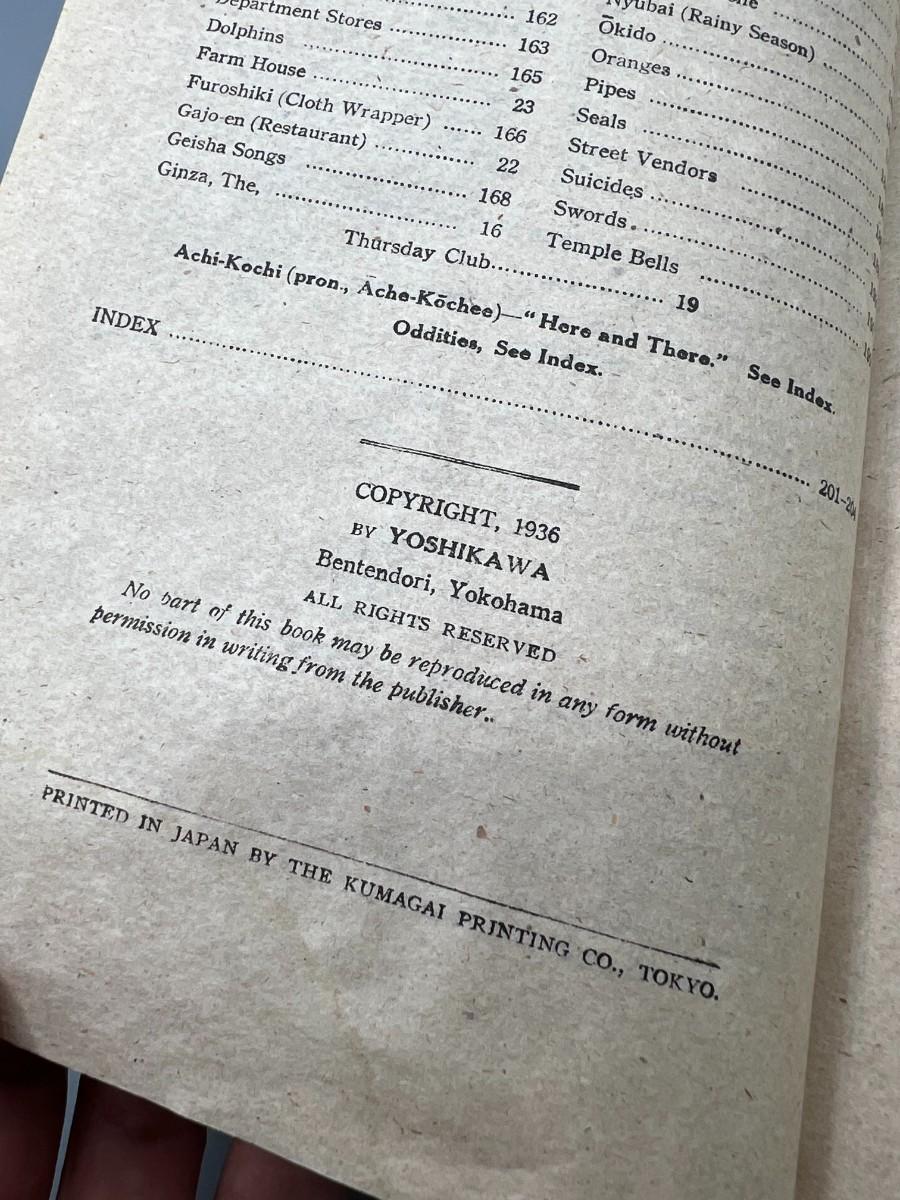 162
Department Stores ........ 163
Dolphins ........ 165
Farm House ........ 23
Furoshiki (Cloth Wrapper) ...... 166
Gajo-en (Restaurant) ........ 22
Geisha Songs ........ 168
Ginza, The, ........ 16
Nyubai (Rainy Season) ........
Ōkido ........
Oranges ........
Pipes ........
Seals ........
Street Vendors ........
Suicides ........
Swords ........
Temple Bells ........
Thursday Club ........ 19
Achi-Kochi (pron., Āche-Kōchee)—“Here and There.” See Index.
Oddities, See Index.
INDEX ........ 201-204
COPYRIGHT, 1936
BY YOSHIKAWA
Bentendori, Yokohama
ALL RIGHTS RESERVED
No part of this book may be reproduced in any form without
permission in writing from the publisher..
PRINTED IN JAPAN BY THE KUMAGAI PRINTING CO., TOKYO.